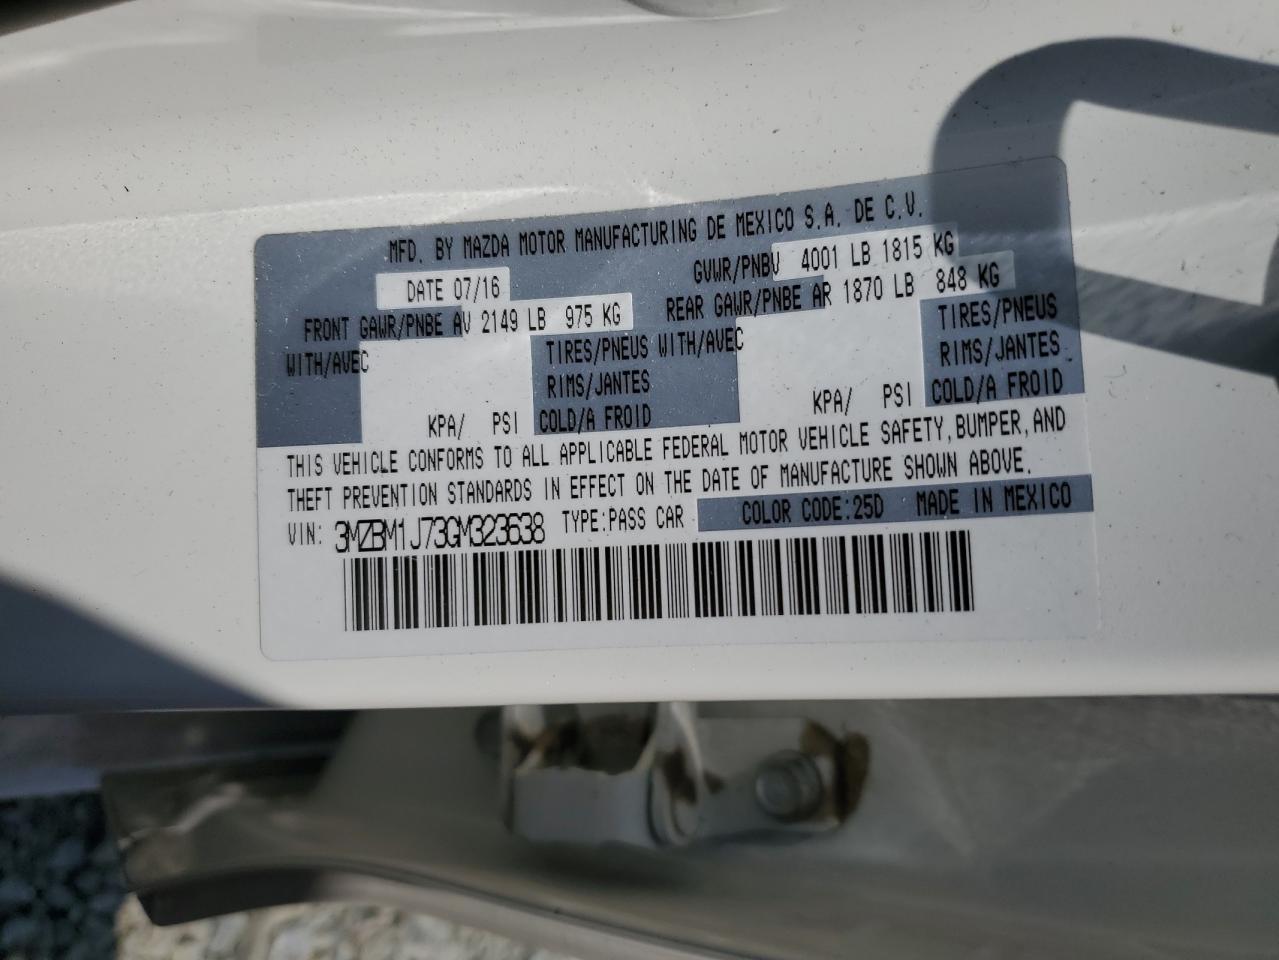 MFD. BY MAZDA MOTOR MANUFACTURING DE MEXICO S.A. DE C.V.
DATE 07/16 GVWR/PNBV 4001 LB 1815 KG
FRONT GAWR/PNBE AV 2149 LB 975 KG REAR GAWR/PNBE AR 1870 LB 848 KG
WITH/AVEC TIRES/PNEUS WITH/AVEC TIRES/PNEUS
RIMS/JANTES RIMS/JANTES
KPA/ PSI COLD/A FROID KPA/ PSI COLD/A FROID
THIS VEHICLE CONFORMS TO ALL APPLICABLE FEDERAL MOTOR VEHICLE SAFETY, BUMPER, AND
THEFT PREVENTION STANDARDS IN EFFECT ON THE DATE OF MANUFACTURE SHOWN ABOVE.
VIN: 3MZBM1J73GM323638 TYPE:PASS CAR COLOR CODE:25D MADE IN MEXICO